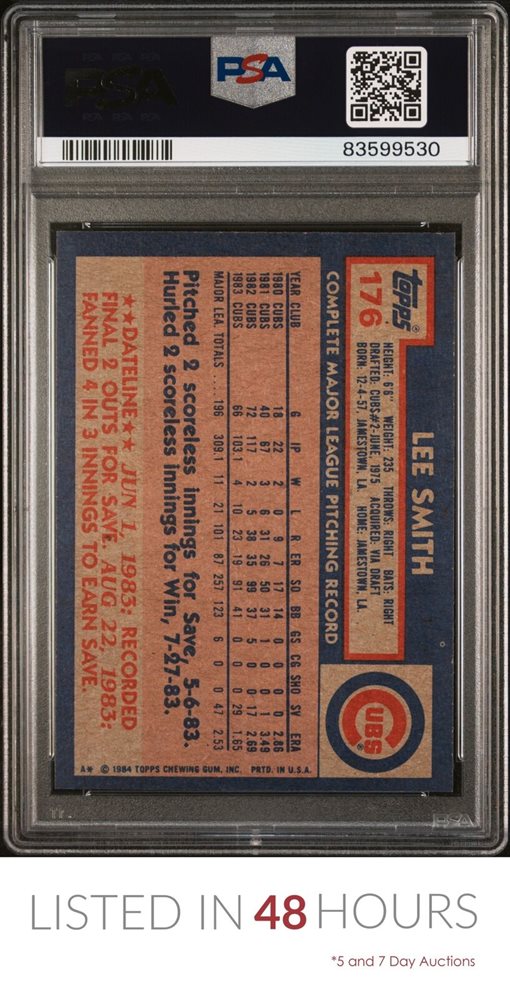 PSA
PSA
83599530
topps®
176
LEE SMITH
HEIGHT: 6'6" WEIGHT: 235 THROWS: RIGHT BATS: RIGHT
DRAFTED: CUBS#2-JUNE, 1975 ACQUIRED: VIA DRAFT
BORN: 12-4-57, JAMESTOWN, LA. HOME: JAMESTOWN, LA.
CUBS®
COMPLETE MAJOR LEAGUE PITCHING RECORD
YEAR CLUB G IP W L R ER SO BB GS CG SHO SV ERA
1980 CUBS 18 22 2 0 9 7 17 14 0 0 0 0 2.86
1981 CUBS 40 67 3 6 31 26 50 31 1 0 0 1 3.49
1982 CUBS 72 117 2 5 38 35 99 37 5 0 0 17 2.69
1983 CUBS 66 103.1 4 10 23 19 91 41 0 0 0 29 1.65
MAJOR LEA. TOTALS .... 196 309.1 11 21 101 87 257 123 6 0 0 47 2.53
Pitched 2 scoreless innings for Save, 5-6-83.
Hurled 2 scoreless innings for Win, 7-27-83.
★★DATELINE★★ JUN 1, 1983: RECORDED
FINAL 2 OUTS FOR SAVE. AUG 22, 1983:
FANNED 4 IN 3 INNINGS TO EARN SAVE.
A* © 1984 TOPPS CHEWING GUM, INC. PRTD. IN U.S.A.
PSA
LISTED IN 48 HOURS
*5 and 7 Day Auctions